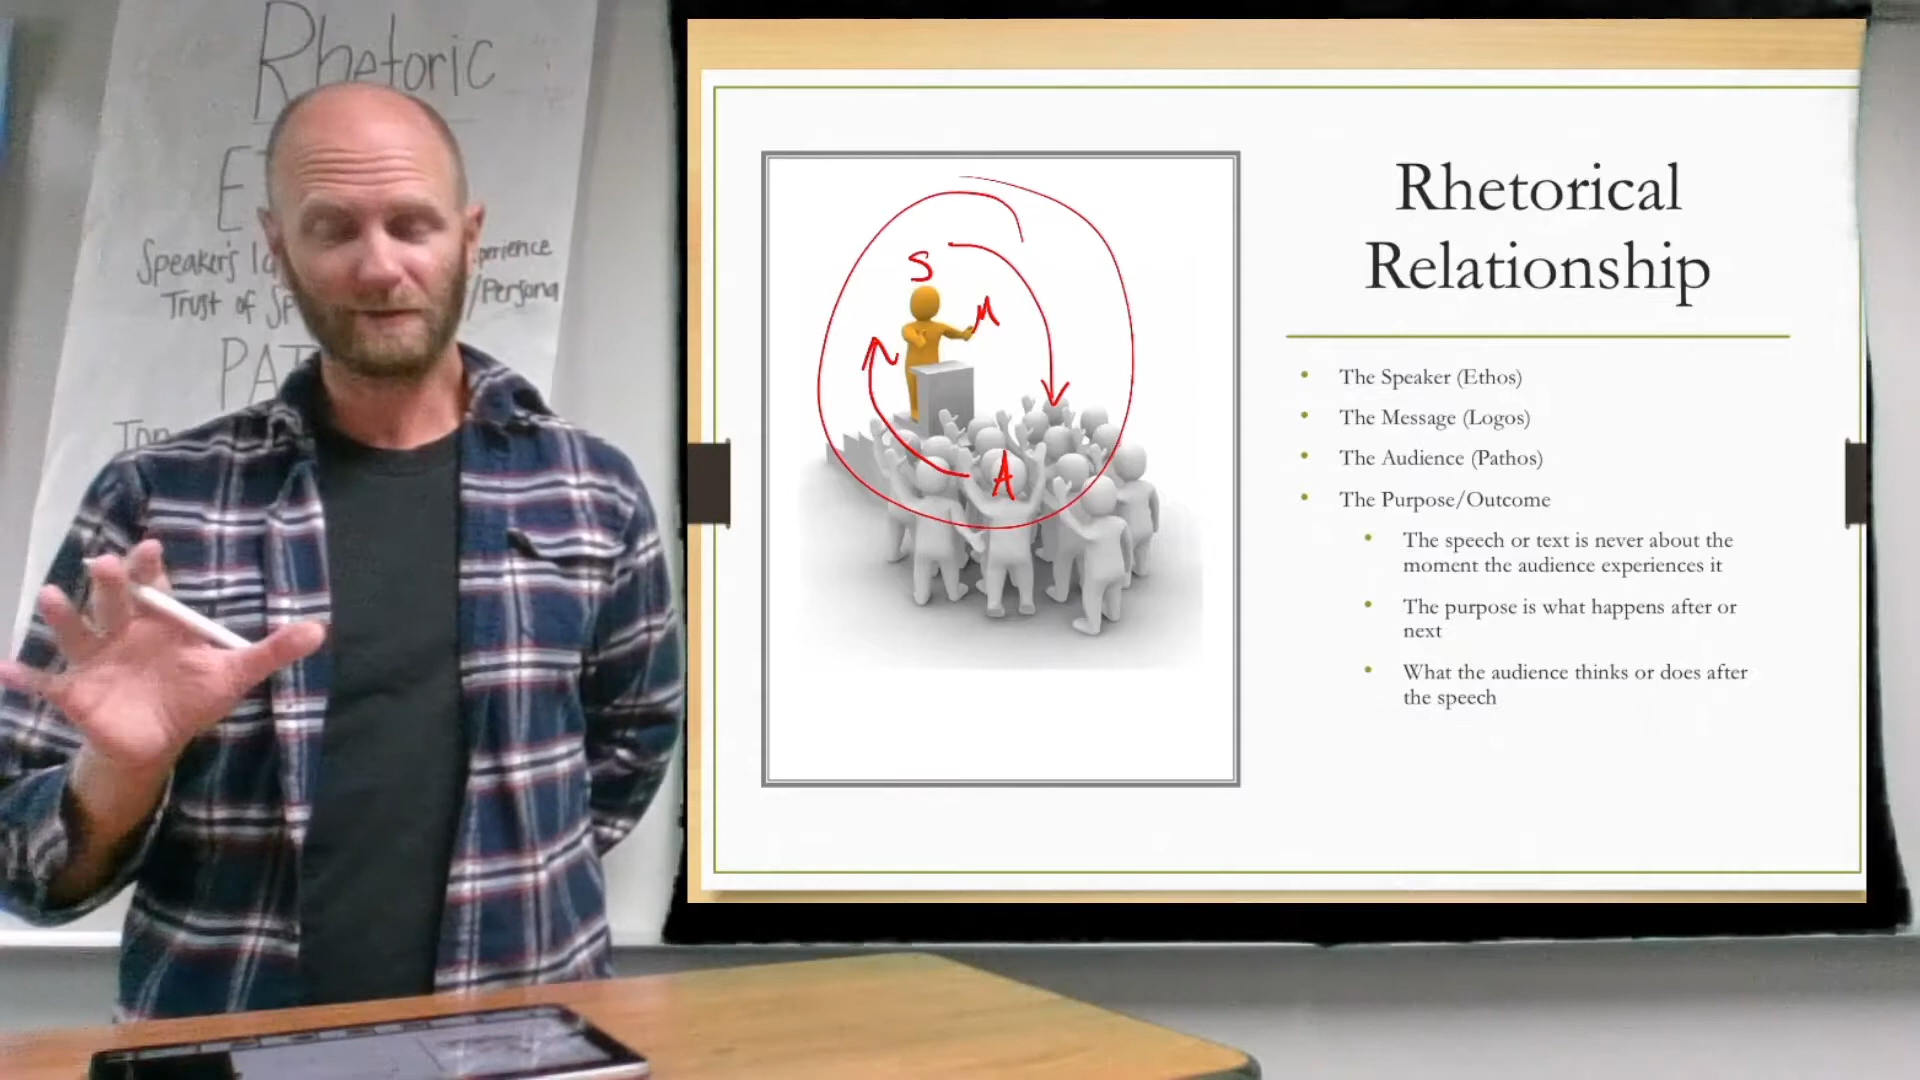 Rhetoric
Speaker's
Trust of
/Persona
S
M
A
Rhetorical
Relationship
• The Speaker (Ethos)
• The Message (Logos)
• The Audience (Pathos)
• The Purpose/Outcome
• The speech or text is never about the
moment the audience experiences it
• The purpose is what happens after or
next
• What the audience thinks or does after
the speech